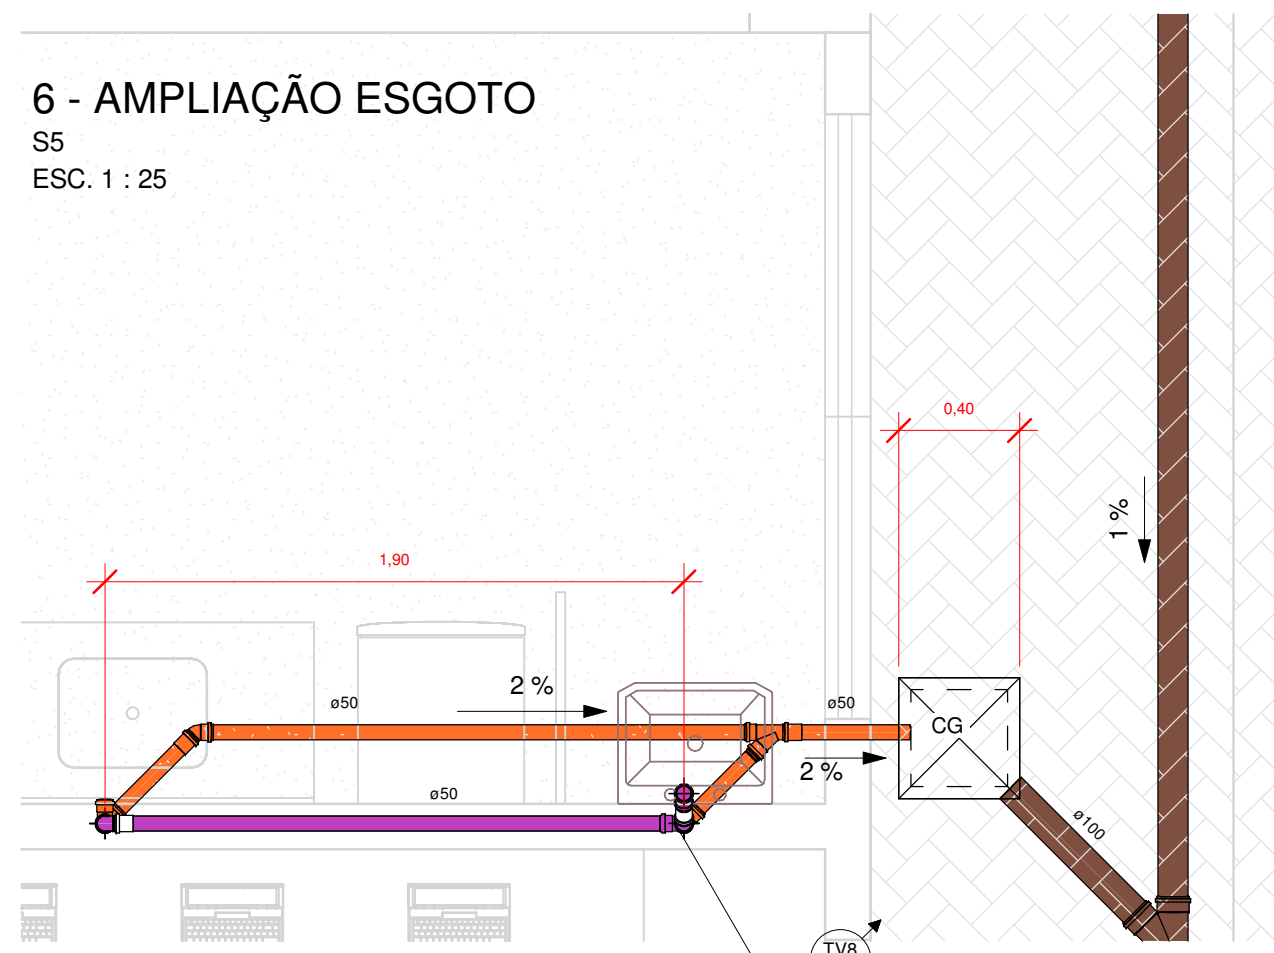 6 - AMPLIAÇÃO ESGOTO
S5
ESC. 1 : 25
0,40
1 %
1,90
2 %
ø50
ø50
CG
2 %
ø50
ø100
TV8